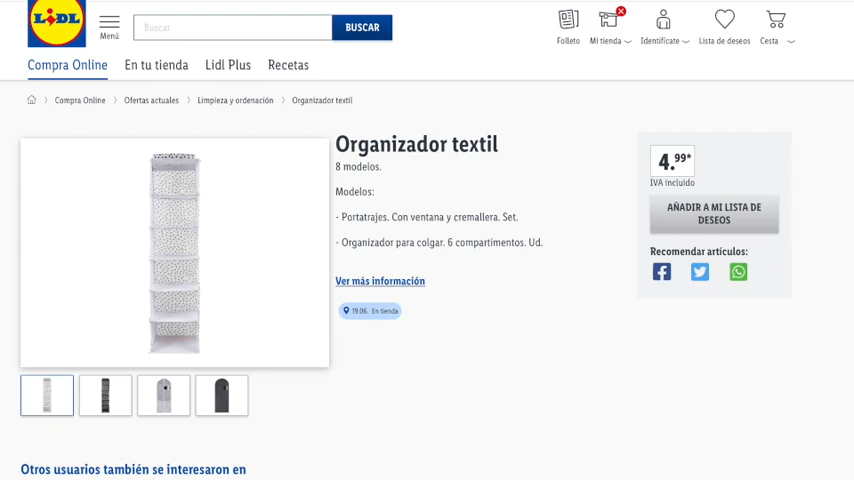 LIDL
Menú
Buscar
BUSCAR
Folleto
Mi tienda
Identifícate
Lista de deseos
Cesta
Compra Online
En tu tienda
Lidl Plus
Recetas
Compra Online
Ofertas actuales
Limpieza y ordenación
Organizador textil
Organizador textil
8 modelos.
Modelos:
- Portatrajes. Con ventana y cremallera. Set.
- Organizador para colgar. 6 compartimentos. Ud.
Ver más información
19.06. En tienda
4.99*
IVA incluido
AÑADIR A MI LISTA DE
DESEOS
Recomendar artículos:
Otros usuarios también se interesaron en